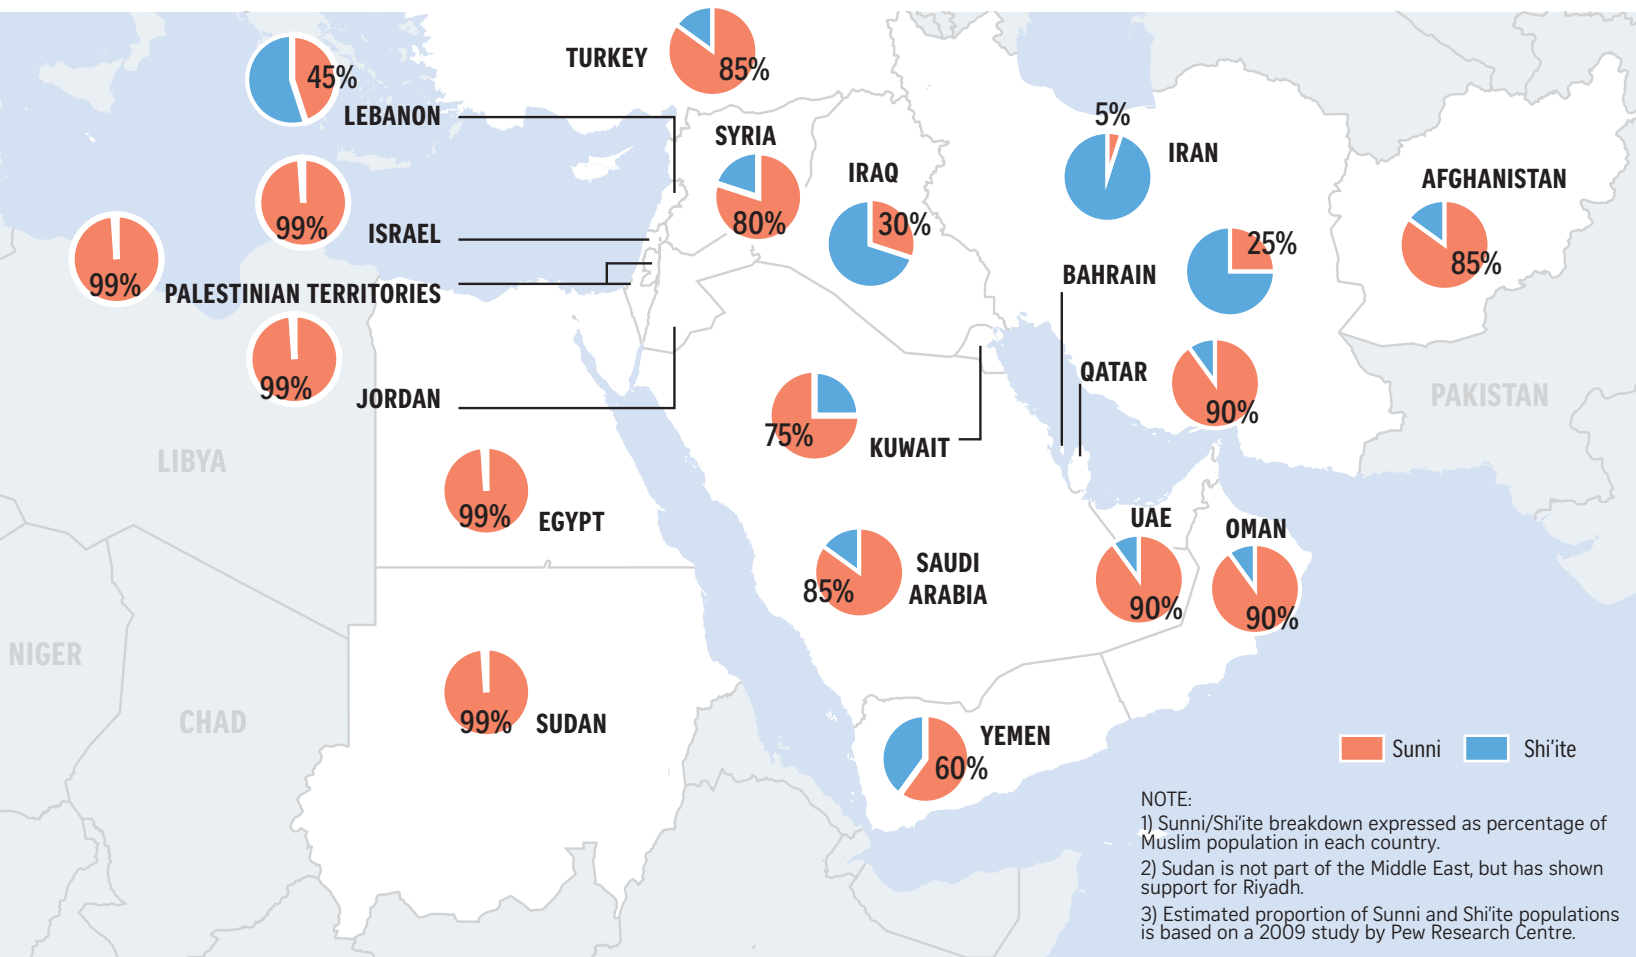 TURKEY
85%
45%
LEBANON
5%
SYRIA
80%
IRAQ
30%
IRAN
AFGHANISTAN
85%
99%
ISRAEL
99%
PALESTINIAN TERRITORIES
BAHRAIN
25%
99%
JORDAN
75%
KUWAIT
QATAR
90%
PAKISTAN
LIBYA
99%
EGYPT
85%
SAUDI
ARABIA
UAE
90%
OMAN
90%
NIGER
CHAD
99%
SUDAN
60%
YEMEN
Sunni
Shi'ite
NOTE:
1) Sunni/Shi'ite breakdown expressed as percentage of
Muslim population in each country.
2) Sudan is not part of the Middle East, but has shown
support for Riyadh.
3) Estimated proportion of Sunni and Shi'ite populations
is based on a 2009 study by Pew Research Centre.